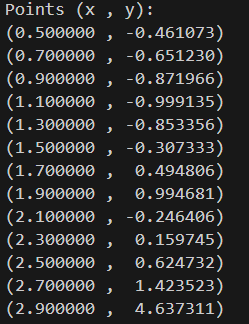 Points (x , y):
(0.500000 , -0.461073)
(0.700000 , -0.651230)
(0.900000 , -0.871966)
(1.100000 , -0.999135)
(1.300000 , -0.853356)
(1.500000 , -0.307333)
(1.700000 ,  0.494806)
(1.900000 ,  0.994681)
(2.100000 , -0.246406)
(2.300000 ,  0.159745)
(2.500000 ,  0.624732)
(2.700000 ,  1.423523)
(2.900000 ,  4.637311)